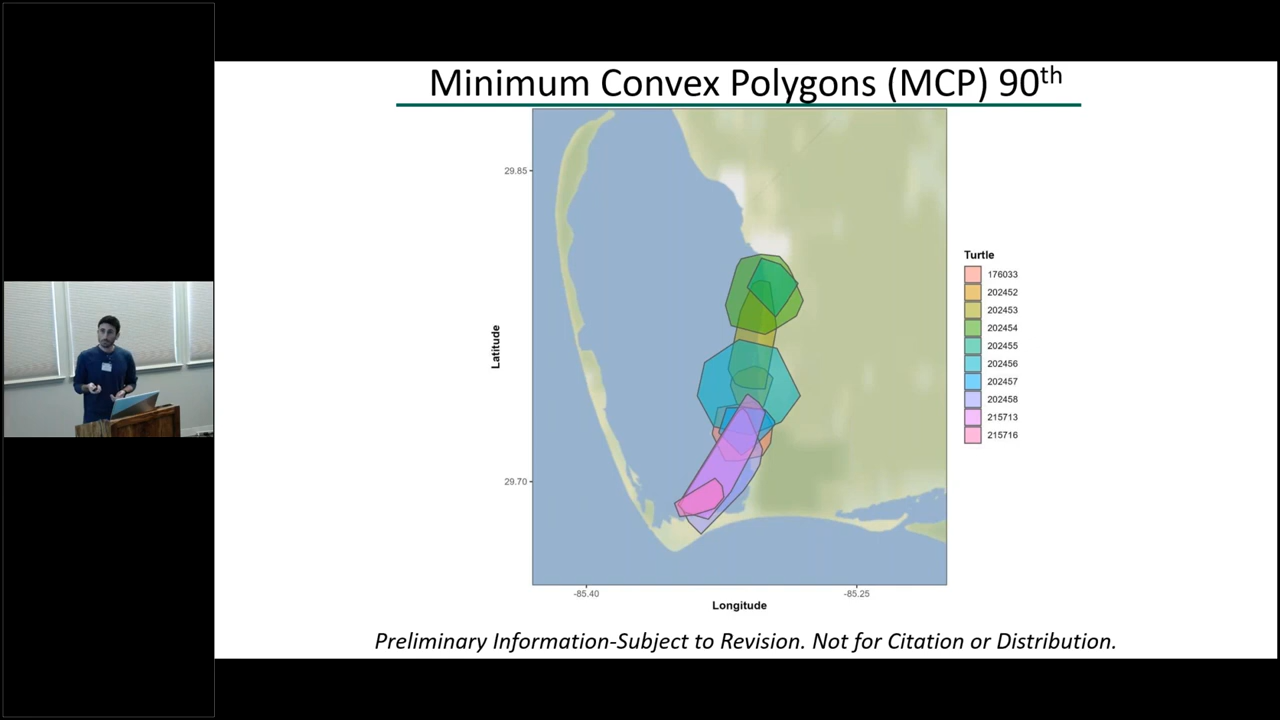 Minimum Convex Polygons (MCP) 90th
29.85
29.70
Latitude
-85.40
-85.25
Longitude
Turtle
176033
202452
202453
202454
202455
202456
202457
202458
215713
215716
Preliminary Information-Subject to Revision. Not for Citation or Distribution.